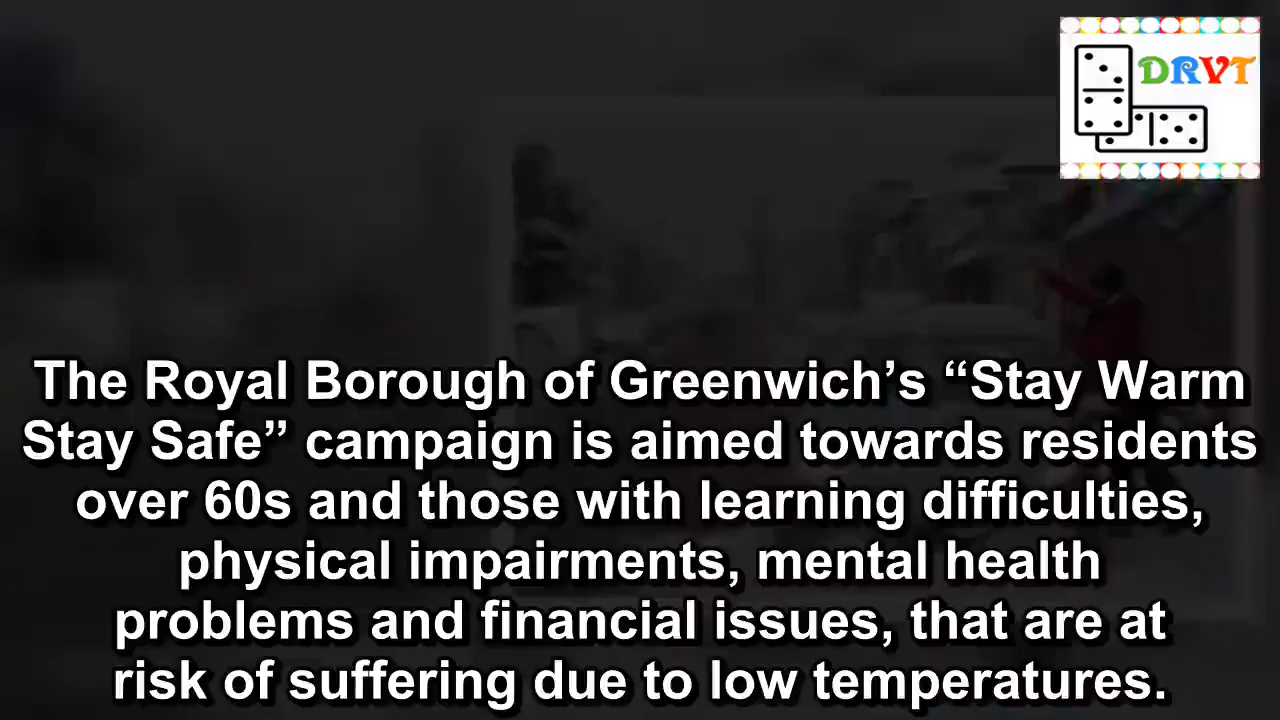 DRVT
The Royal Borough of Greenwich’s “Stay Warm
Stay Safe” campaign is aimed towards residents
over 60s and those with learning difficulties,
physical impairments, mental health
problems and financial issues, that are at
risk of suffering due to low temperatures.